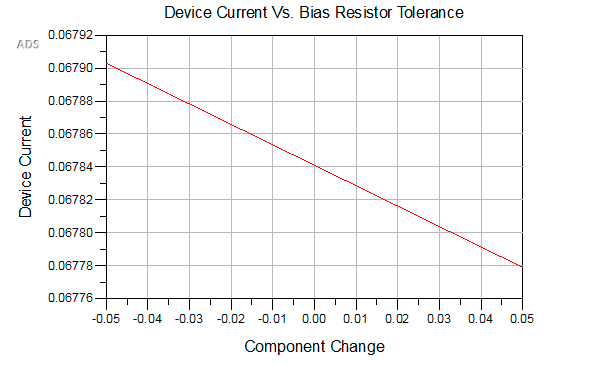 Device Current Vs. Bias Resistor Tolerance
ADS
0.06792
0.06790
0.06788
0.06786
0.06784
0.06782
0.06780
0.06778
0.06776
Device Current
-0.05 -0.04 -0.03 -0.02 -0.01 0.00 0.01 0.02 0.03 0.04 0.05
Component Change